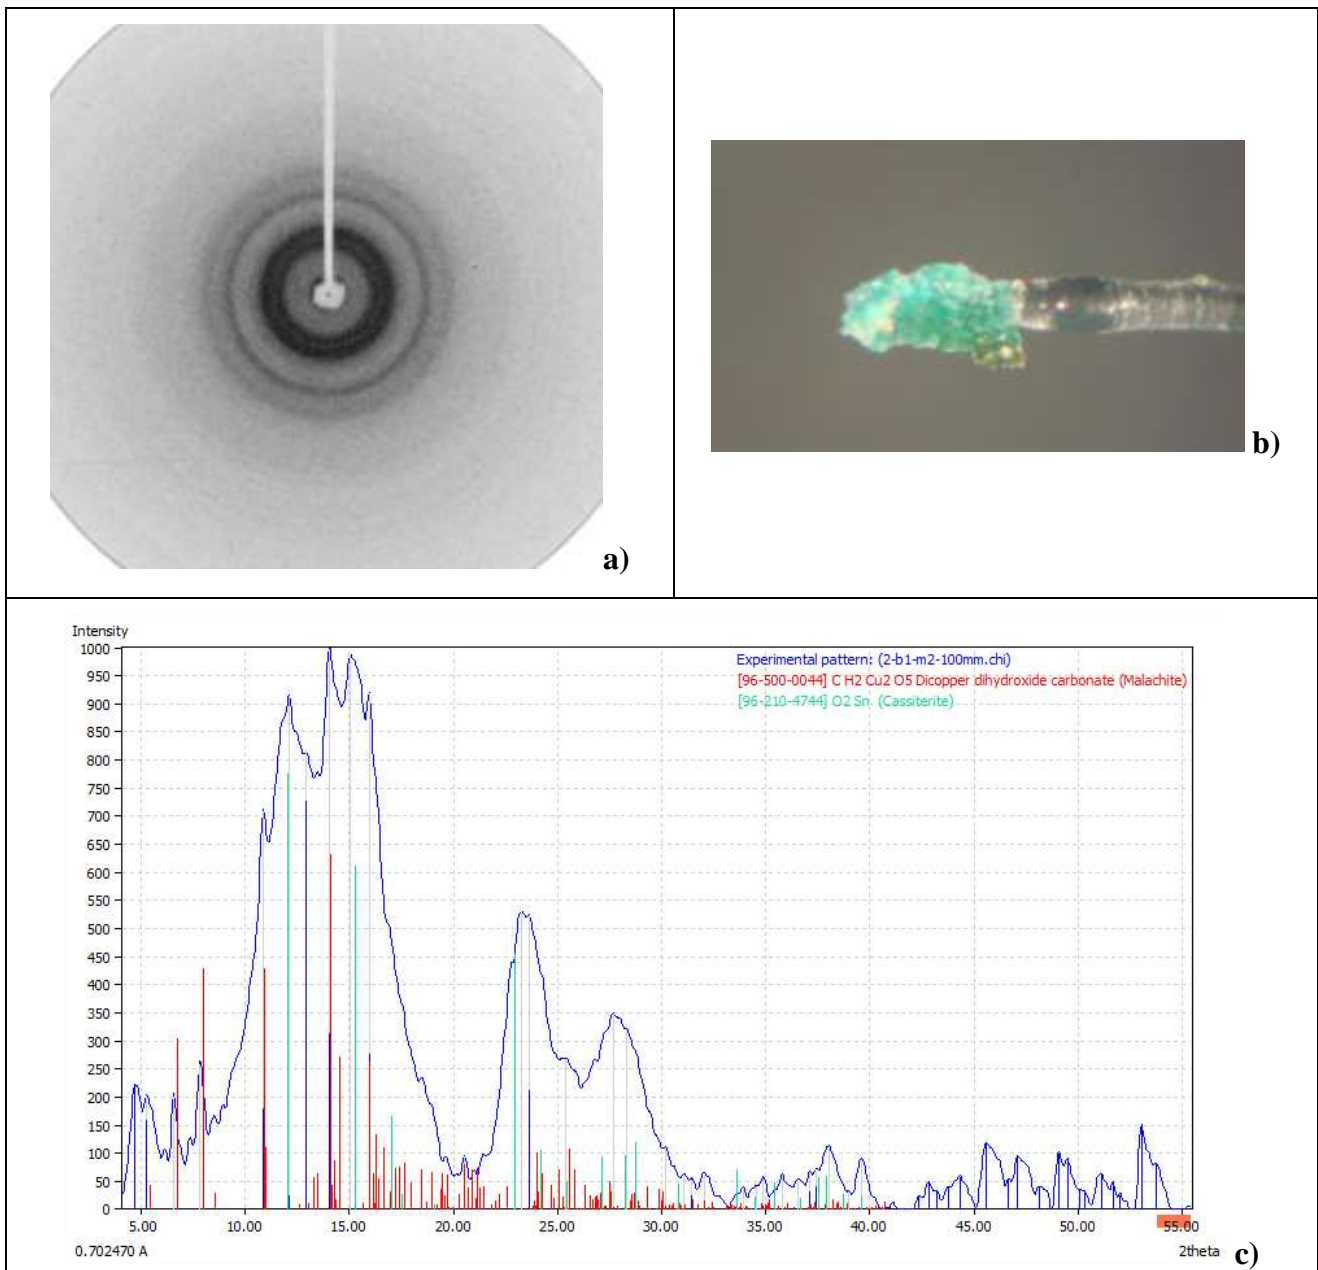 a)
b)
Intensity
Experimental pattern: (2-b1-m2-100mm.chi)
[96-500-0044] C H2 Cu2 O5 Dicopper dihydroxide carbonate (Malachite)
[96-210-4744] O2 Sn (Cassiterite)
1000
950
900
850
800
750
700
650
600
550
500
450
400
350
300
250
200
150
100
50
0
5.00 10.00 15.00 20.00 25.00 30.00 35.00 40.00 45.00 50.00 55.00
0.702470 A 2theta c)